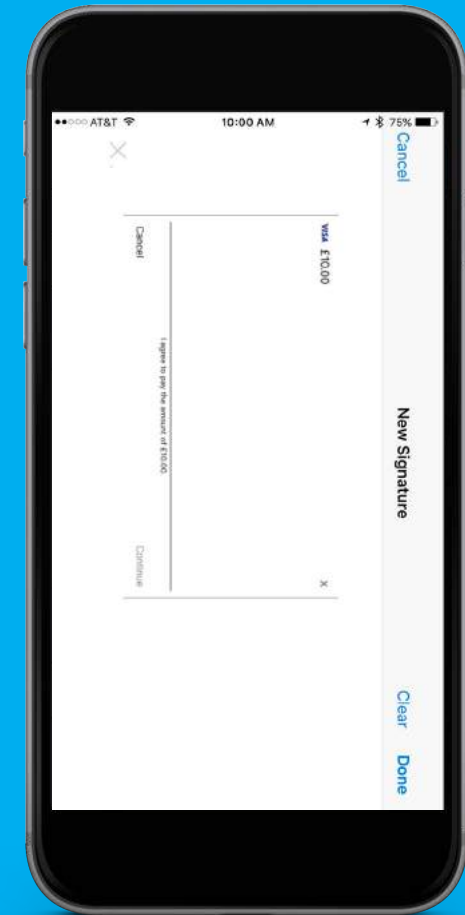 AT&T 10:00 AM 75%
Cancel New Signature Clear Done
VISA £10.00 X
I agree to pay the amount of £10.00.
Cancel Continue